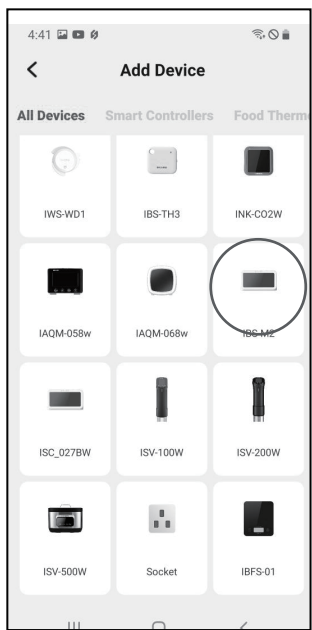 4:41
Add Device
All Devices Smart Controllers Food Therm
IWS-WD1 IBS-TH3 INK-CO2W
IAQM-058w IAQM-068w IBS-M2
ISC_027BW ISV-100W ISV-200W
ISV-500W Socket IBFS-01